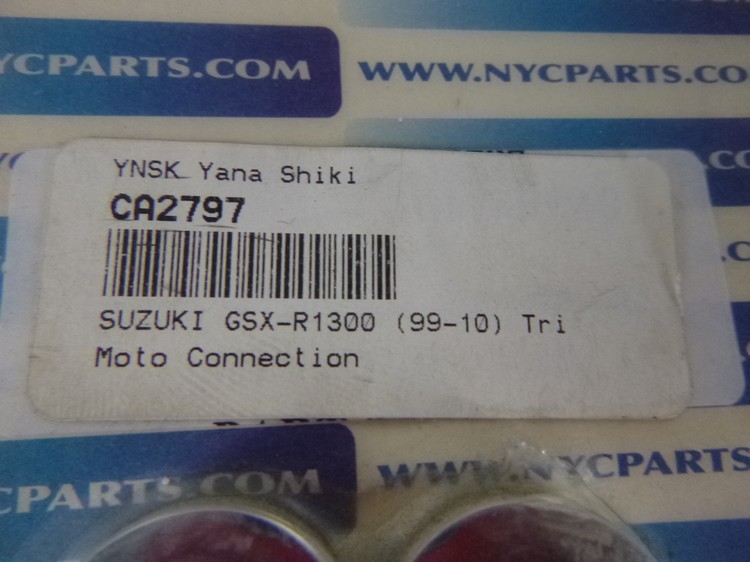 YCPARTS.COM WWW.NYCPARTS.CO
YNSK Yana Shiki
CA2797
SUZUKI GSX-R1300 (99-10) Tri
Moto Connection
CPARTS.COM WWW.NYCPARTS